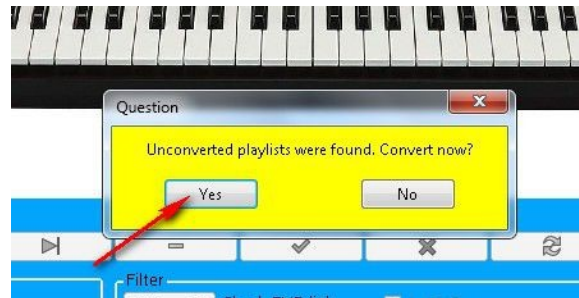 Question
Unconverted playlists were found. Convert now?
Yes
No
Filter